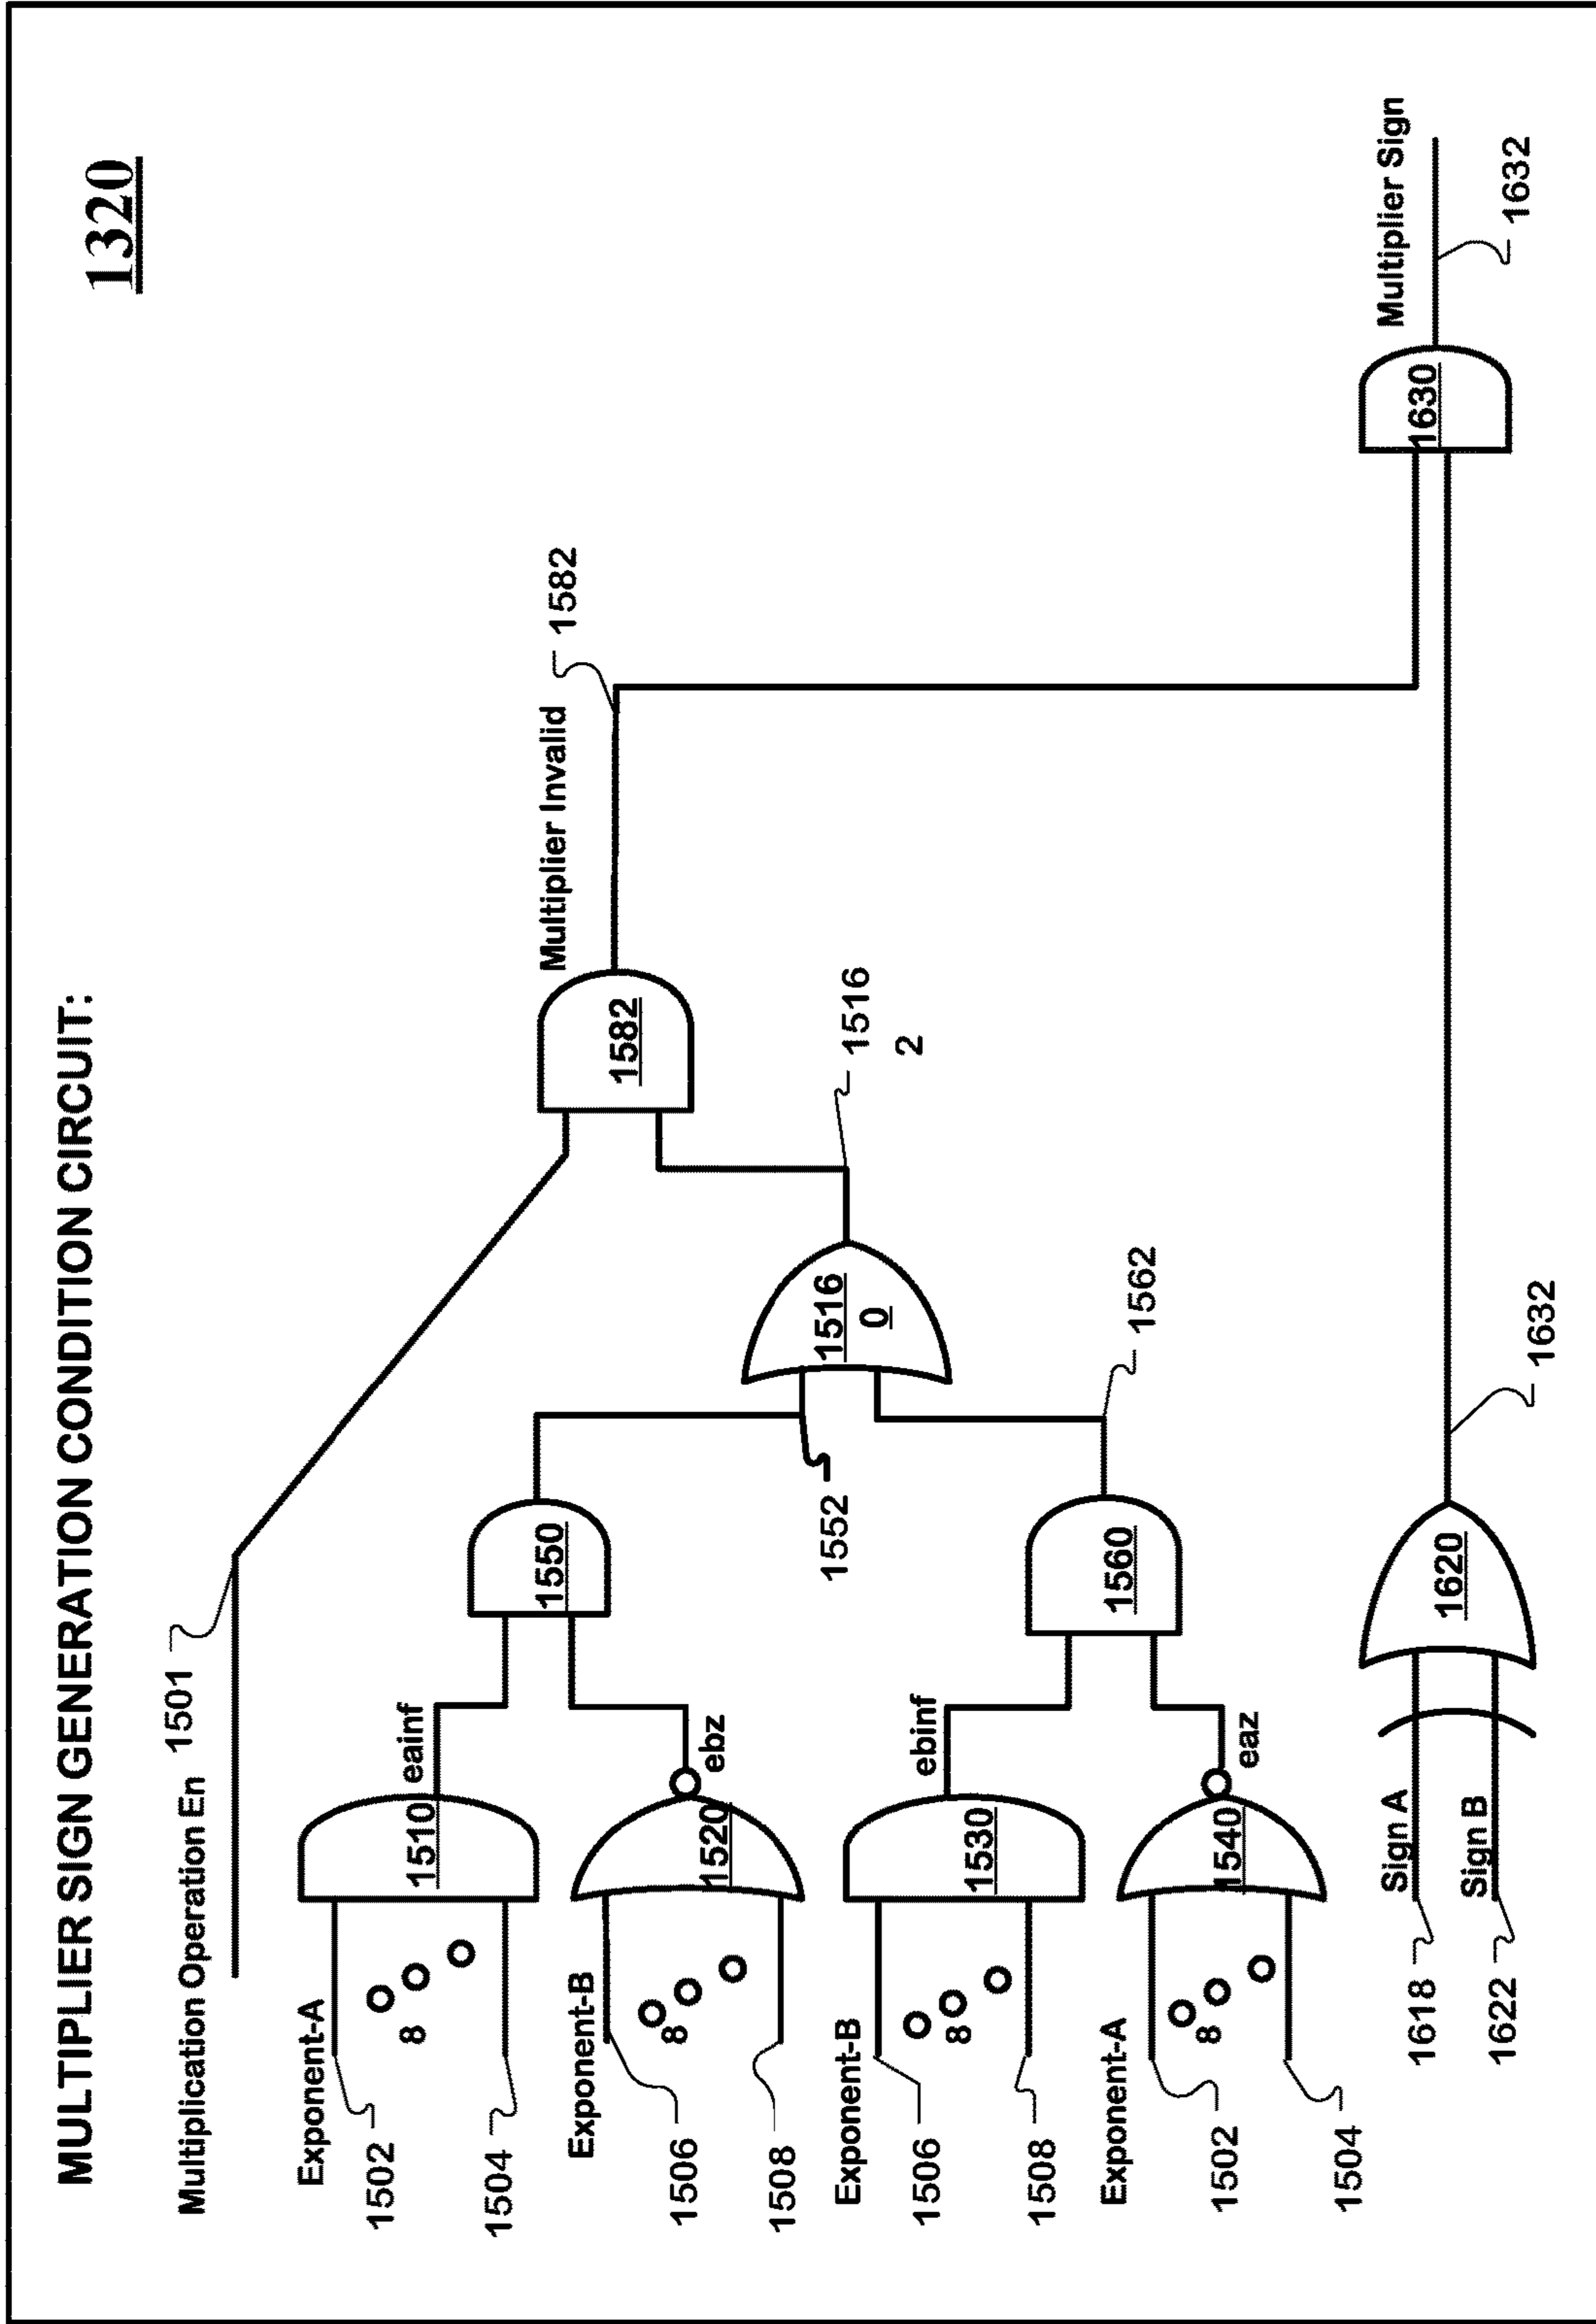 MULTIPLIER SIGN GENERATION CONDITION CIRCUIT:
1320
Multiplication Operation En 1501
Exponent-A
1502
8
1504
1510
eainf
Exponent-B
1506
8
1508
1520
ebz
1550
1552
Exponent-B
1506
8
1508
1530
ebinf
Exponent-A
1502
8
1504
1540
eaz
1560
1562
1516
0
1516
2
1582
Multiplier Invalid
1582
1618
Sign A
1622
Sign B
1620
1632
1630
Multiplier Sign
1632